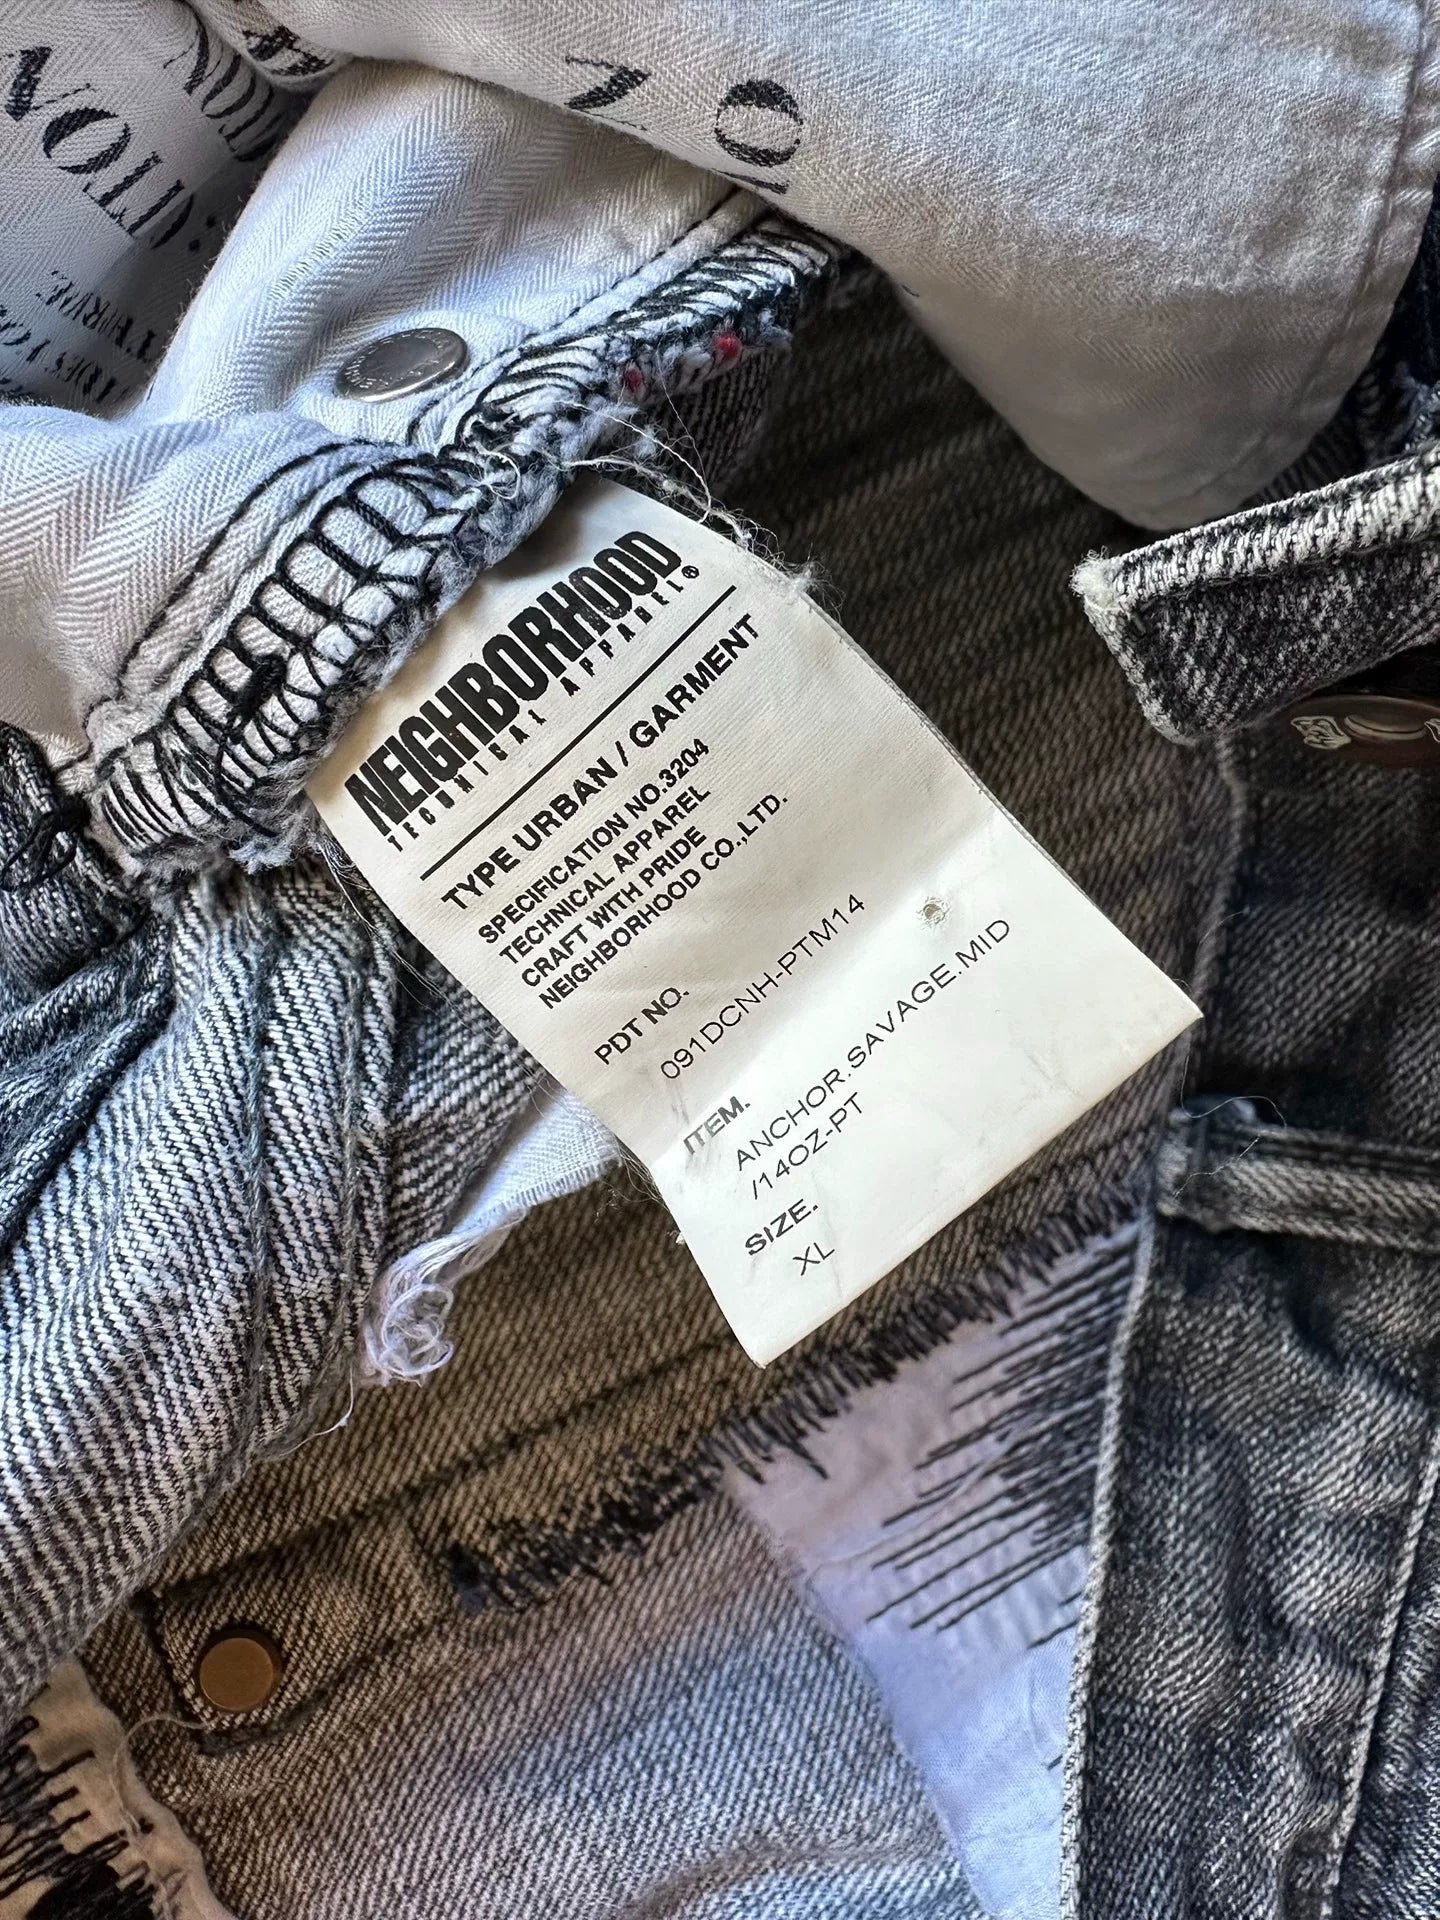 NEIGHBORHOOD
TECHNICAL APPAREL®
TYPE URBAN / GARMENT
SPECIFICATION NO.3204
TECHNICAL APPAREL
CRAFT WITH PRIDE
NEIGHBORHOOD CO.,LTD.
PDT NO.
091DCNH-PTM14
ITEM.
ANCHOR.SAVAGE.MID
/14OZ-PT
SIZE.
XL